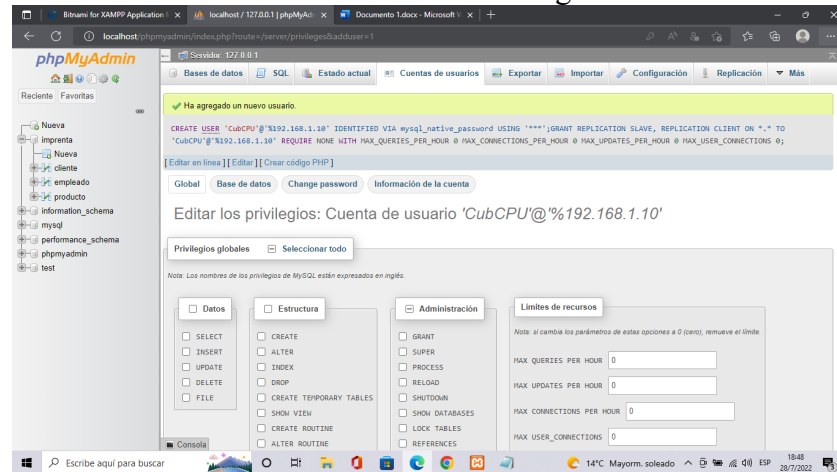 Bitnami for XAMPP Application
localhost / 127.0.0.1 | phpMyAd
Documento 1.docx - Microsoft V
localhost/phpmyadmin/index.php?route=/server/privileges&adduser=1
phpMyAdmin
Reciente Favoritas
Nueva
imprenta
Nueva
cliente
empleado
producto
information_schema
mysql
performance_schema
phpmyadmin
test
Servidor: 127.0.0.1
Bases de datos SQL Estado actual Cuentas de usuarios Exportar Importar Configuración Replicación Más
Ha agregado un nuevo usuario.
CREATE USER 'CubCPU'@'%192.168.1.10' IDENTIFIED VIA mysql_native_password USING '***';GRANT REPLICATION SLAVE, REPLICATION CLIENT ON *.* TO
'CubCPU'@'%192.168.1.10' REQUIRE NONE WITH MAX_QUERIES_PER_HOUR 0 MAX_CONNECTIONS_PER_HOUR 0 MAX_UPDATES_PER_HOUR 0 MAX_USER_CONNECTIONS 0;
[ Editar en línea ] [ Editar ] [ Crear código PHP ]
Global Base de datos Change password Información de la cuenta
Editar los privilegios: Cuenta de usuario 'CubCPU'@'%192.168.1.10'
Privilegios globales Seleccionar todo
Nota: Los nombres de los privilegios de MySQL están expresados en inglés.
Datos
SELECT
INSERT
UPDATE
DELETE
FILE
Estructura
CREATE
ALTER
INDEX
DROP
CREATE TEMPORARY TABLES
SHOW VIEW
CREATE ROUTINE
ALTER ROUTINE
Administración
GRANT
SUPER
PROCESS
RELOAD
SHUTDOWN
SHOW DATABASES
LOCK TABLES
REFERENCES
Límites de recursos
Nota: si cambia los parámetros de estas opciones a 0 (cero), remueve el límite.
MAX QUERIES PER HOUR 0
MAX UPDATES PER HOUR 0
MAX CONNECTIONS PER HOUR 0
MAX USER_CONNECTIONS 0
Consola
Escribe aquí para buscar
14°C Mayorm. soleado
ESP
18:48
28/7/2022